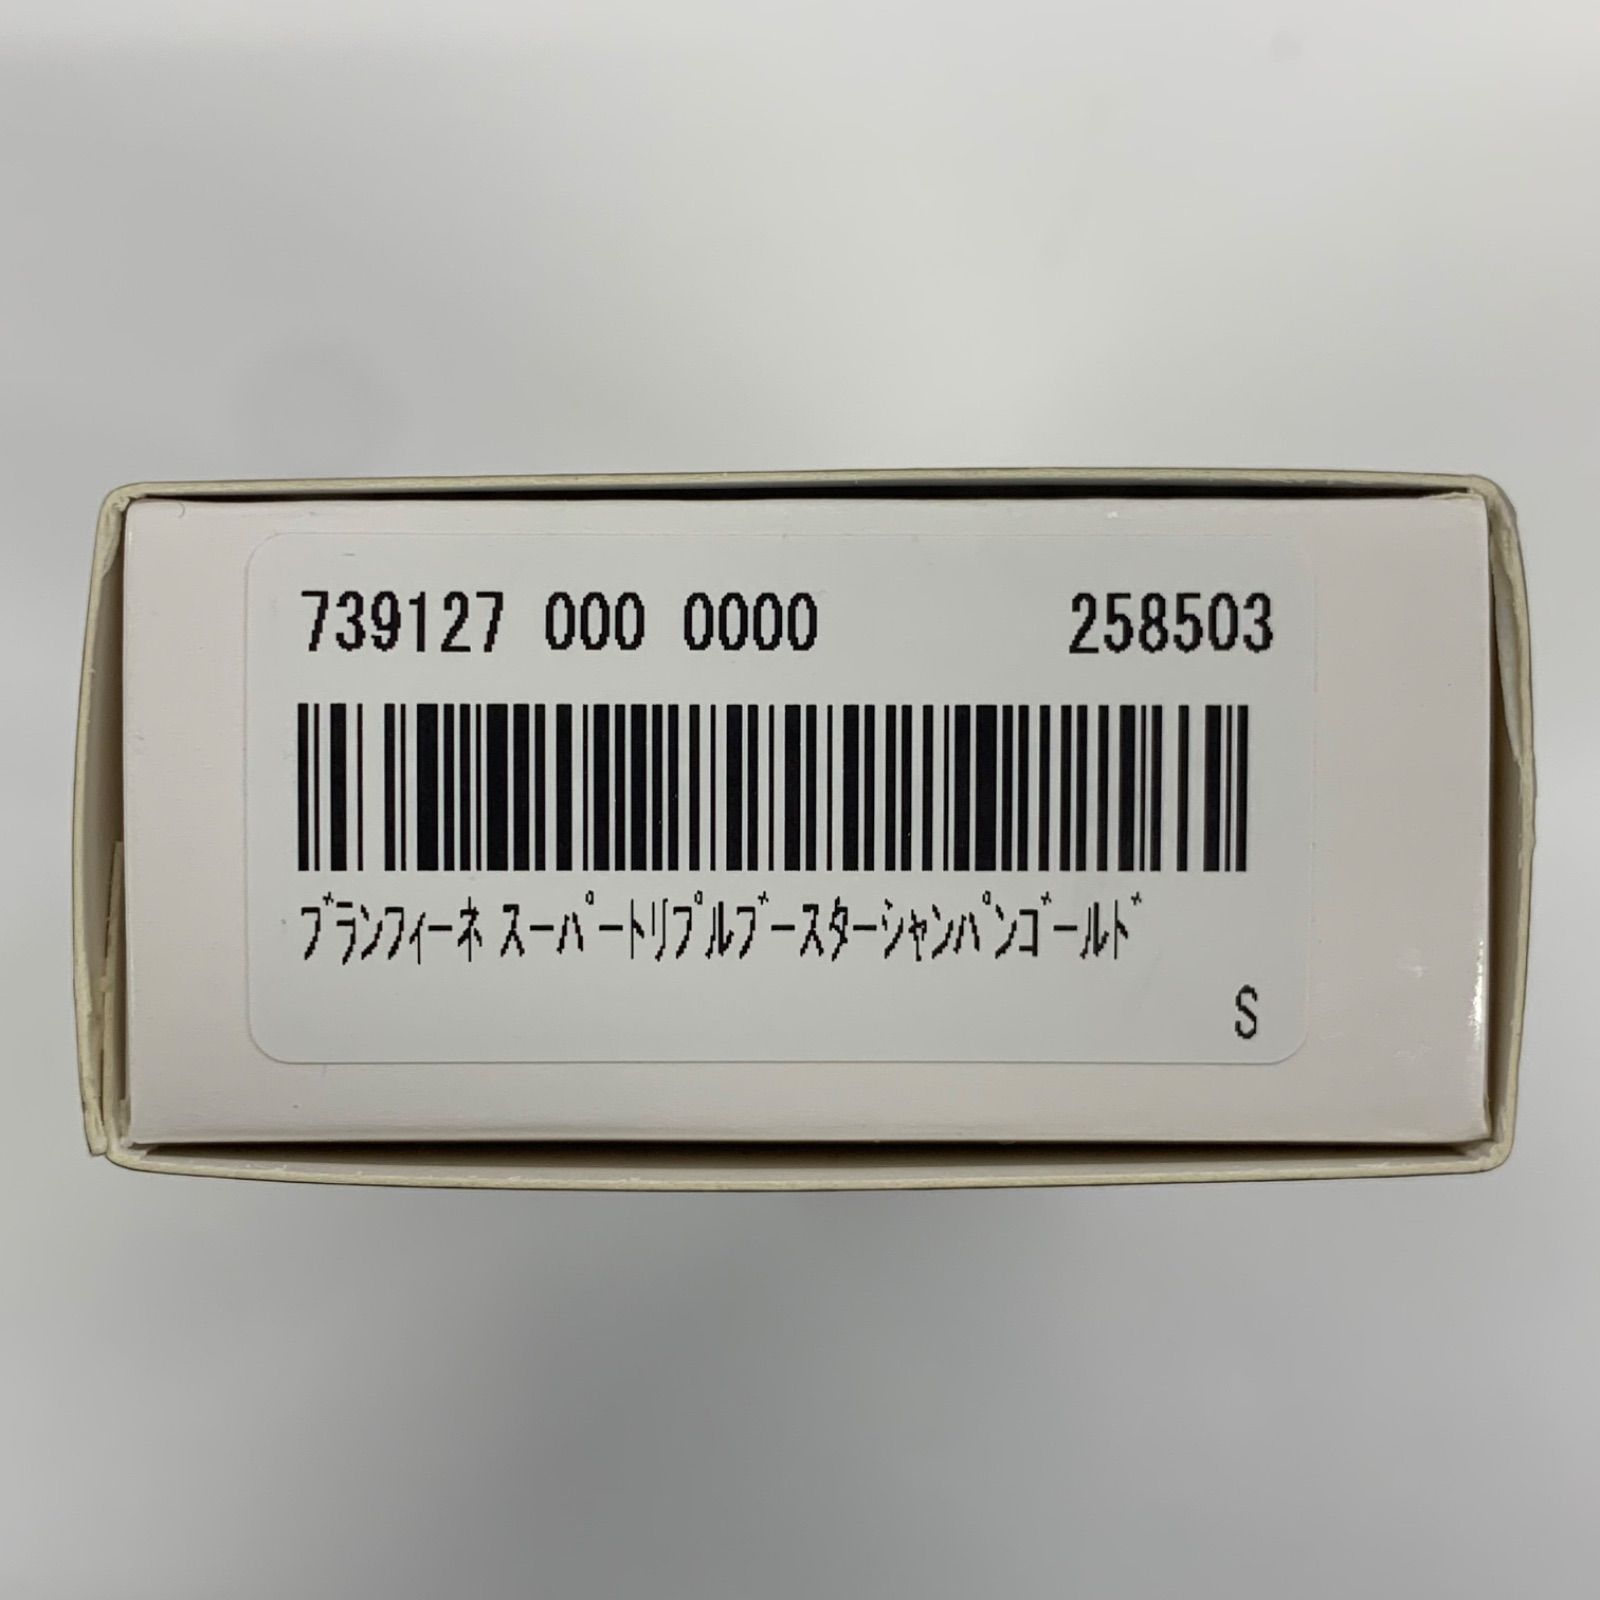 739127 000 0000 258503
ﾌﾞﾗﾝﾌｨｰﾈ ｽｰﾊﾟｰﾄﾘﾌﾟﾙﾌﾞｰｽﾀｰｼｬﾝﾊﾟﾝｺﾞｰﾙﾄﾞ
S